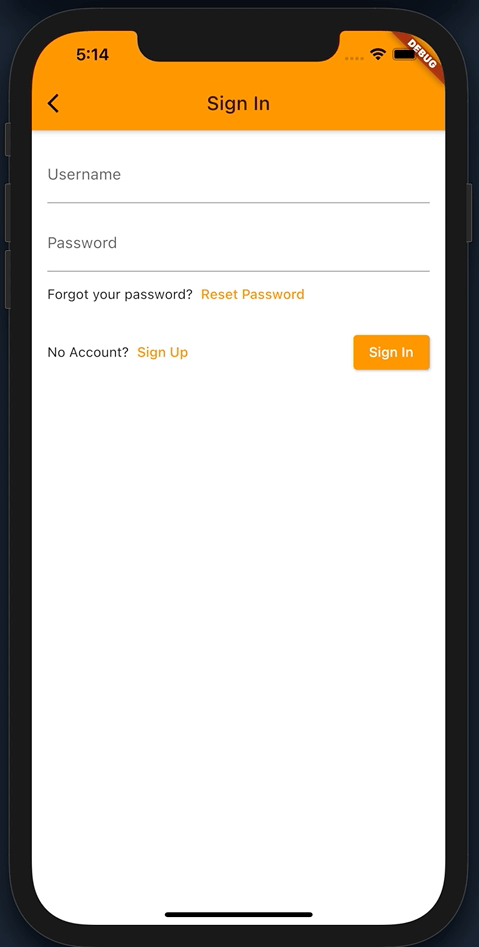 5:14
DEBUG
Sign In
Username
Password
Forgot your password? Reset Password
No Account? Sign Up
Sign In